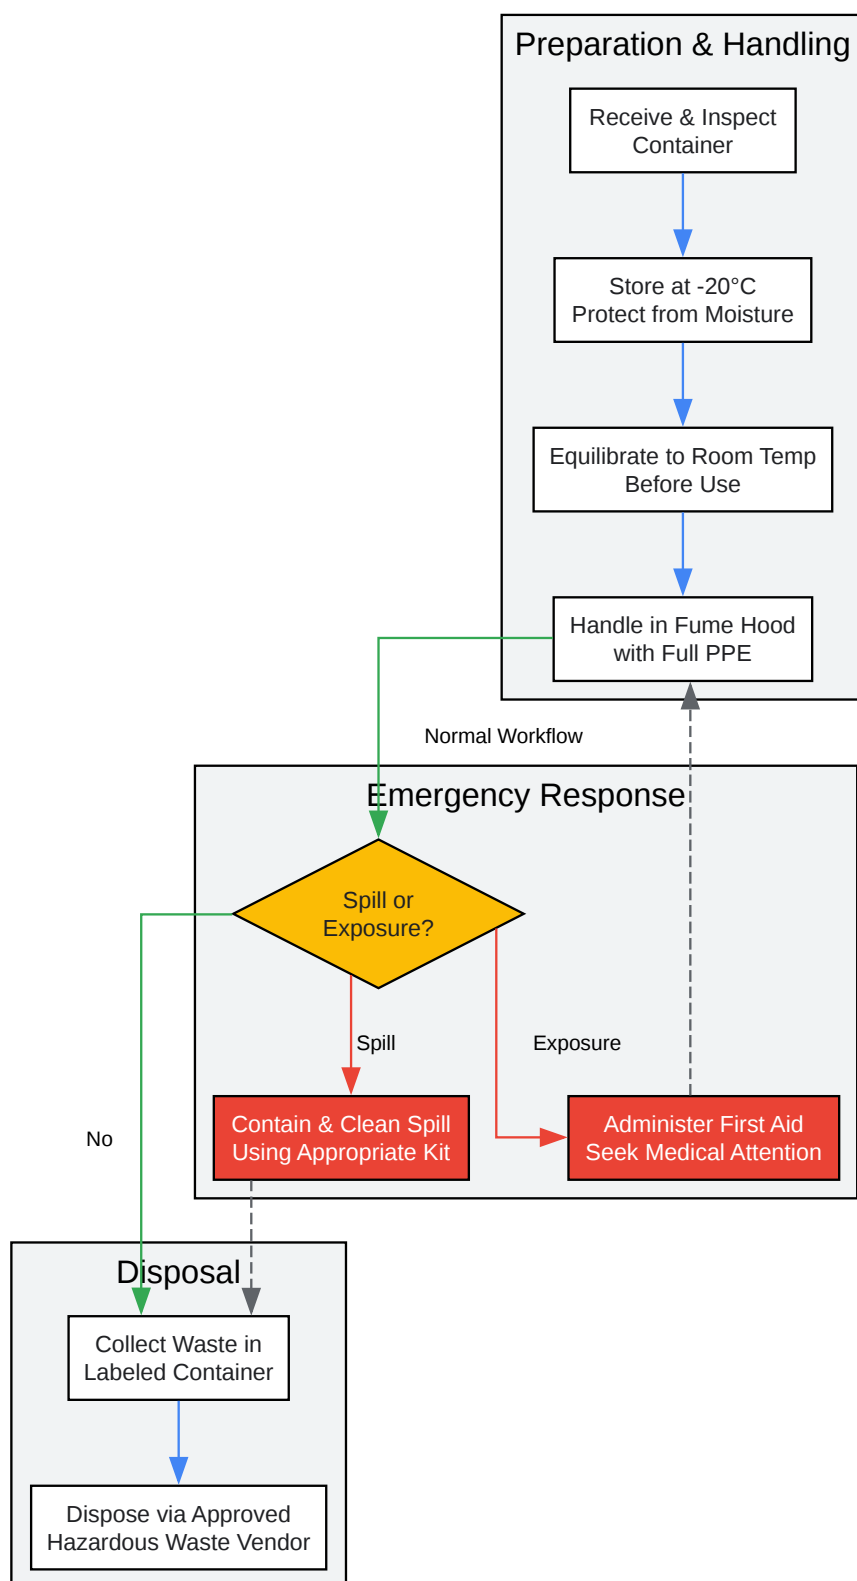 Preparation & Handling
Receive & Inspect
Container
Store at -20°C
Protect from Moisture
Equilibrate to Room Temp
Before Use
Handle in Fume Hood
with Full PPE
Normal Workflow
Emergency Response
Spill or
Exposure?
Spill
Exposure
Contain & Clean Spill
Using Appropriate Kit
Administer First Aid
Seek Medical Attention
No
Disposal
Collect Waste in
Labeled Container
Dispose via Approved
Hazardous Waste Vendor